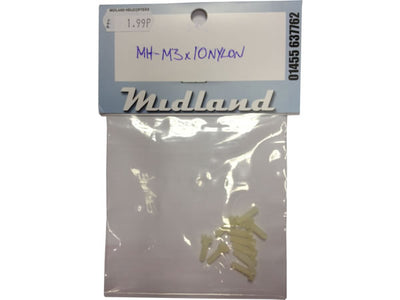 MIDLAND HELICOPTERS
£ 1.99P
MH-M3x10NYLON
01455 637762
Midland